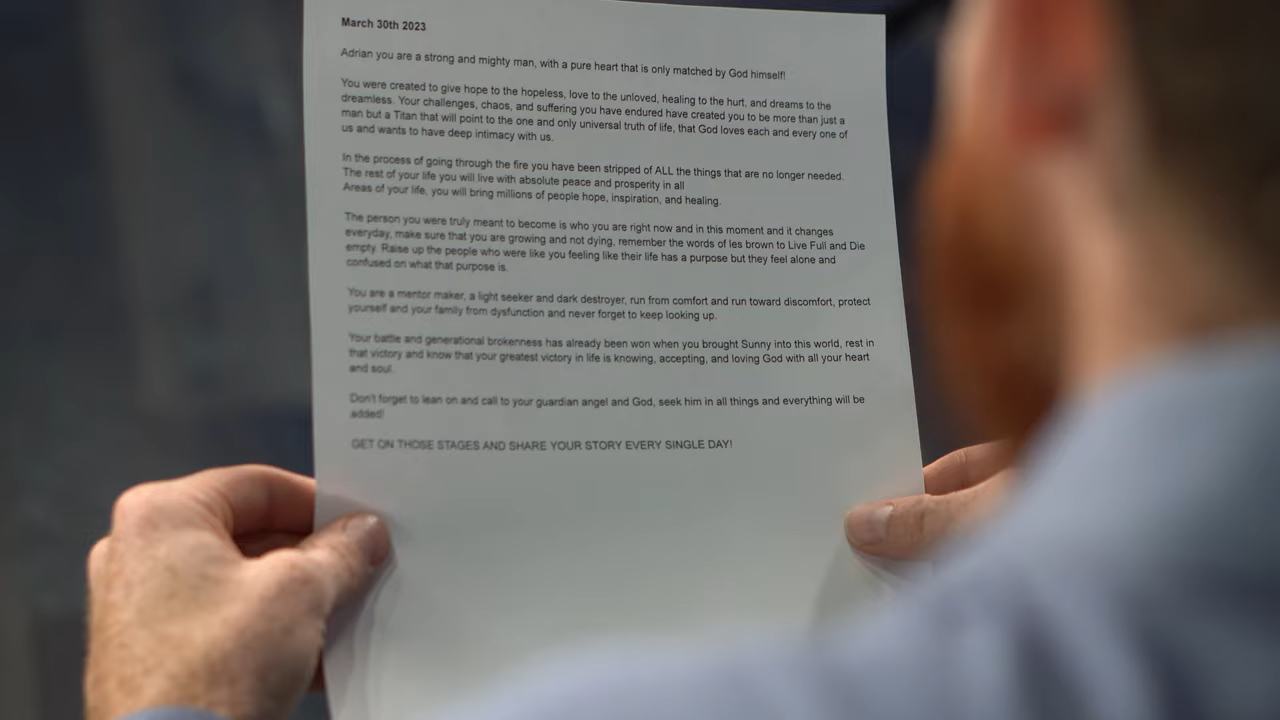 March 30th 2023
Adrian you are a strong and mighty man, with a pure heart that is only matched by God himself!
You were created to give hope to the hopeless, love to the unloved, healing to the hurt, and dreams to the
dreamless. Your challenges, chaos, and suffering you have endured have created you to be more than just a
man but a Titan that will point to the one and only universal truth of life, that God loves each and every one of
us and wants to have deep intimacy with us.
In the process of going through the fire you have been stripped of ALL the things that are no longer needed.
The rest of your life you will live with absolute peace and prosperity in all
Areas of your life, you will bring millions of people hope, inspiration, and healing.
The person you were truly meant to become is who you are right now and in this moment and it changes
everyday, make sure that you are growing and not dying, remember the words of les brown to Live Full and Die
empty. Raise up the people who were like you feeling like their life has a purpose but they feel alone and
confused on what that purpose is.
You are a mentor maker, a light seeker and dark destroyer, run from comfort and run toward discomfort, protect
yourself and your family from dysfunction and never forget to keep looking up.
Your battle and generational brokenness has already been won when you brought Sunny into this world, rest in
that victory and know that your greatest victory in life is knowing, accepting, and loving God with all your heart
and soul.
Don't forget to lean on and call to your guardian angel and God, seek him in all things and everything will be
added!
GET ON THOSE STAGES AND SHARE YOUR STORY EVERY SINGLE DAY!